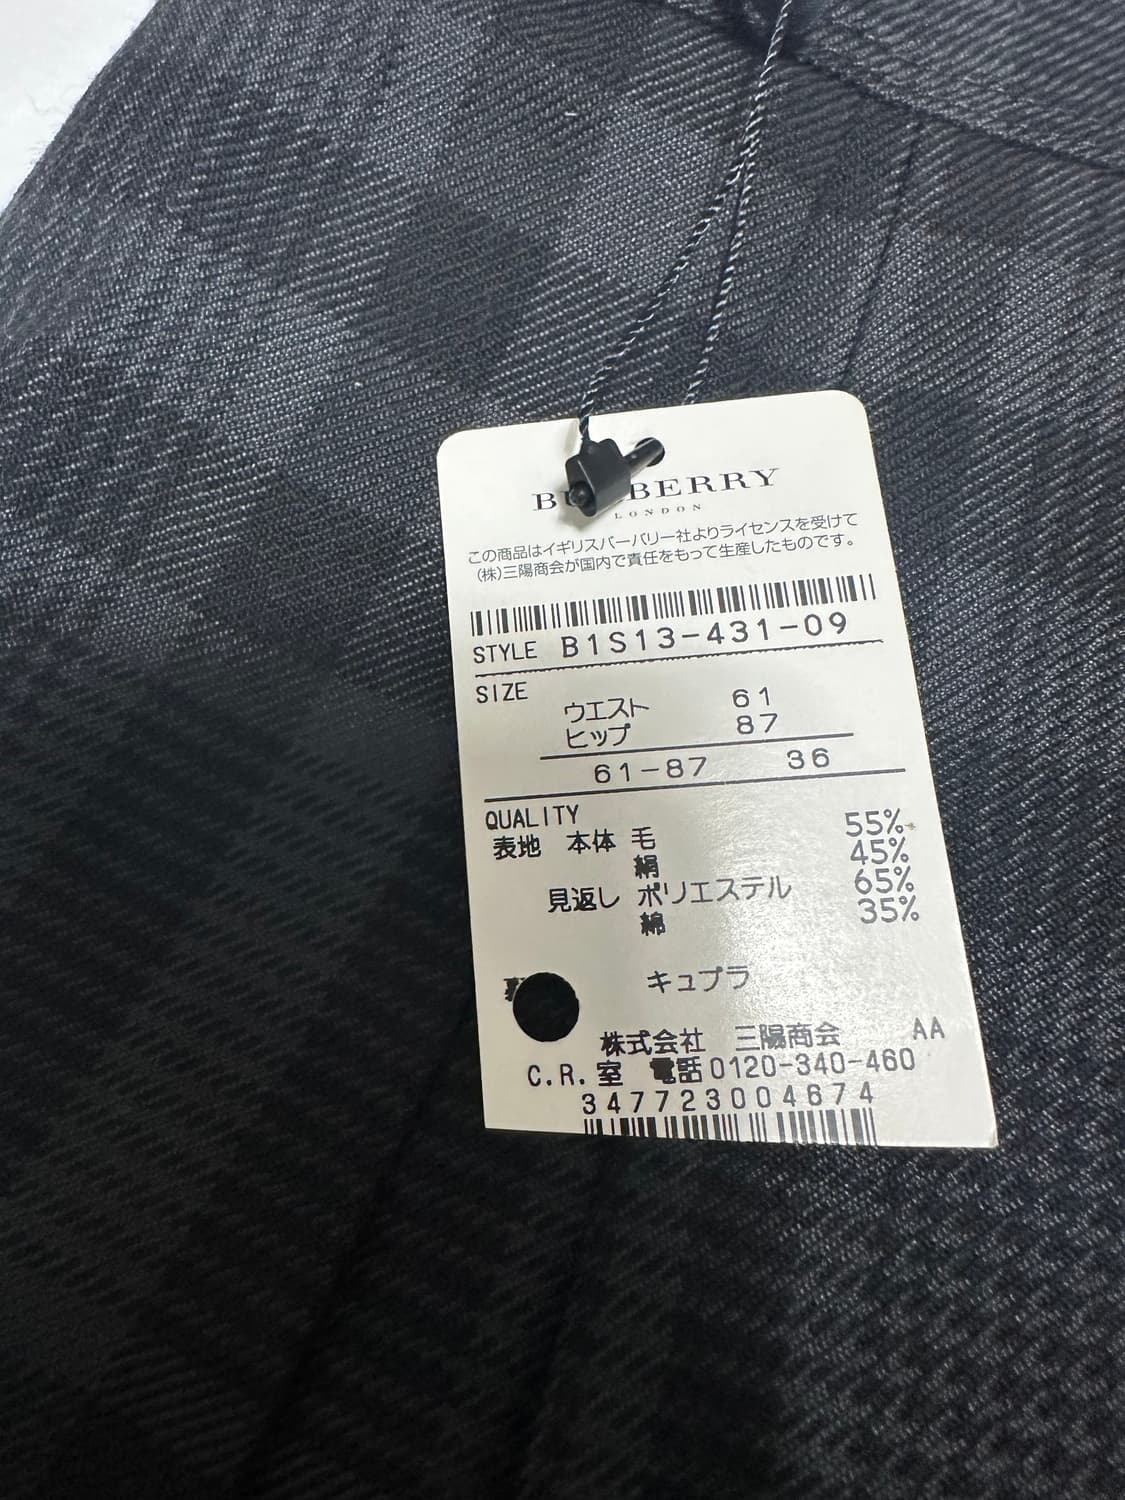 BURBERRY
LONDON
この商品はイギリスバーバリー社よりライセンスを受けて
(株)三陽商会が国内で責任をもって生産したものです。
STYLE B1S13-431-09
SIZE
ウエスト 61
ヒップ 87
61-87 36
QUALITY
表地 本体 毛 55%
絹 45%
見返し ポリエステル 65%
綿 35%
キュプラ
株式会社 三陽商会 AA
C.R.室 電話0120-340-460
347723004674